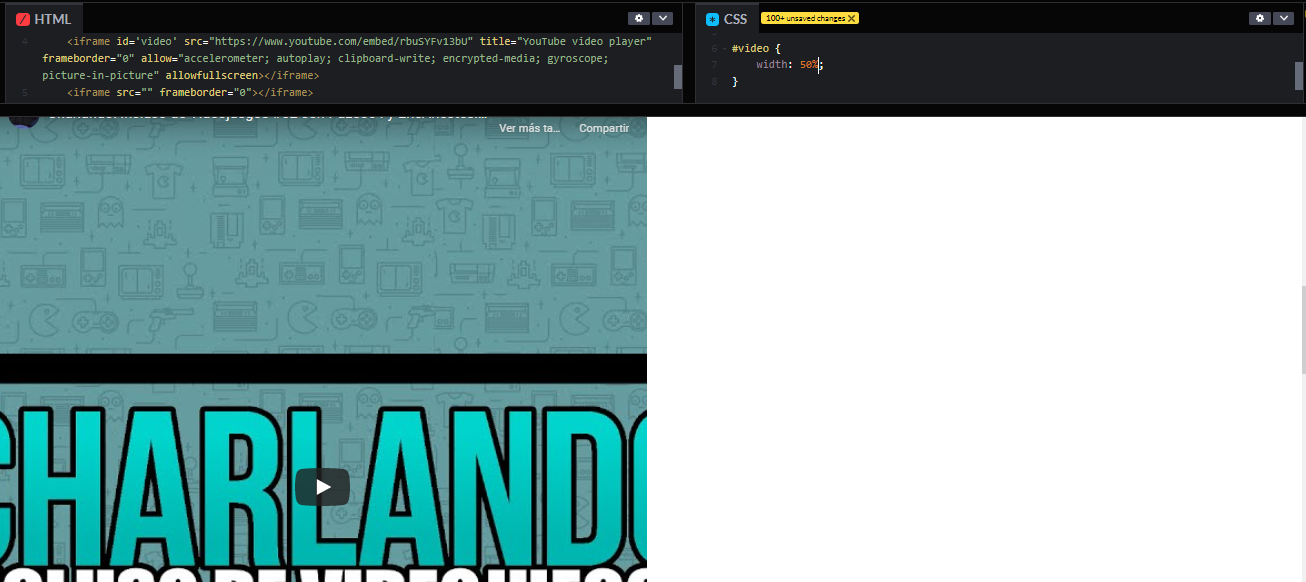 HTML
CSS
100+ unsaved changes X
4 <iframe id='video' src="https://www.youtube.com/embed/rbuSYFv13bU" title="YouTube video player"
frameborder="0" allow="accelerometer; autoplay; clipboard-write; encrypted-media; gyroscope;
picture-in-picture" allowfullscreen></iframe>
5 <iframe src="" frameborder="0"></iframe>
6 #video {
7 width: 50%;
8 }
Ver más ta...
Compartir
CHARLANDO